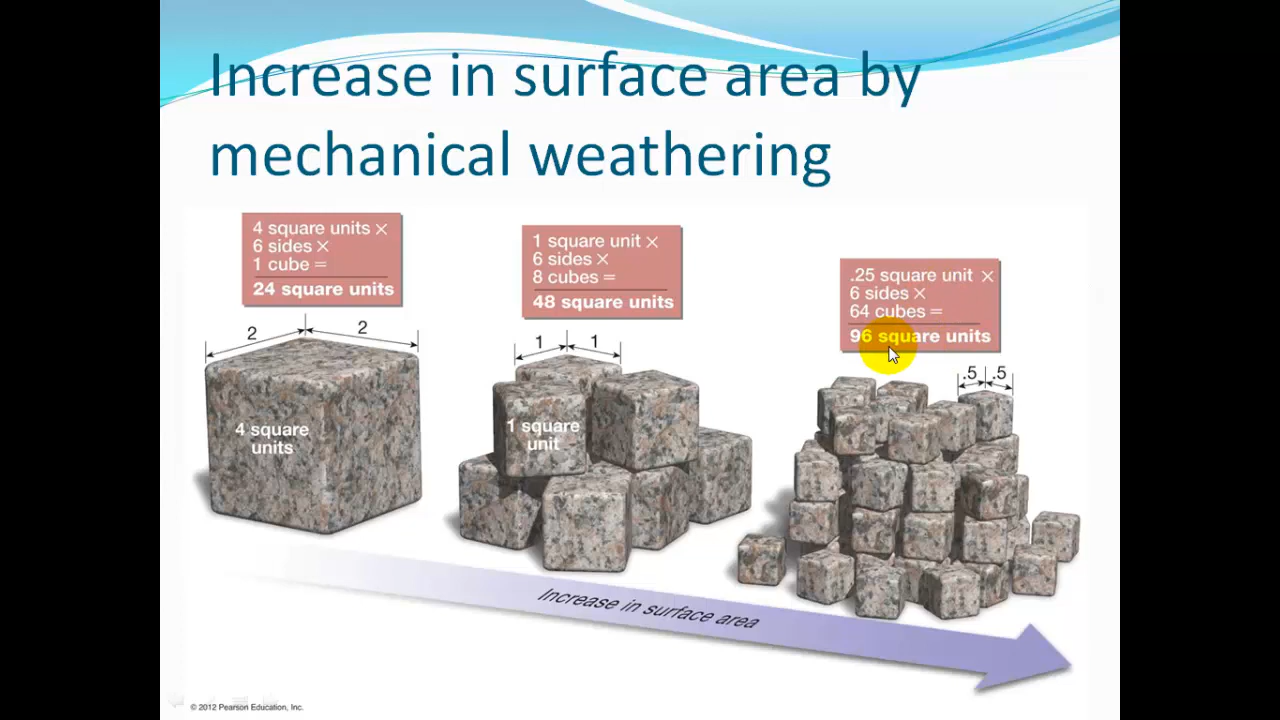 Increase in surface area by
mechanical weathering
4 square units ×
6 sides ×
1 cube =
24 square units
1 square unit ×
6 sides ×
8 cubes =
48 square units
.25 square unit ×
6 sides ×
64 cubes =
96 square units
2 2
1 1
.5 .5
4 square
units
1 square
unit
Increase in surface area
© 2012 Pearson Education, Inc.